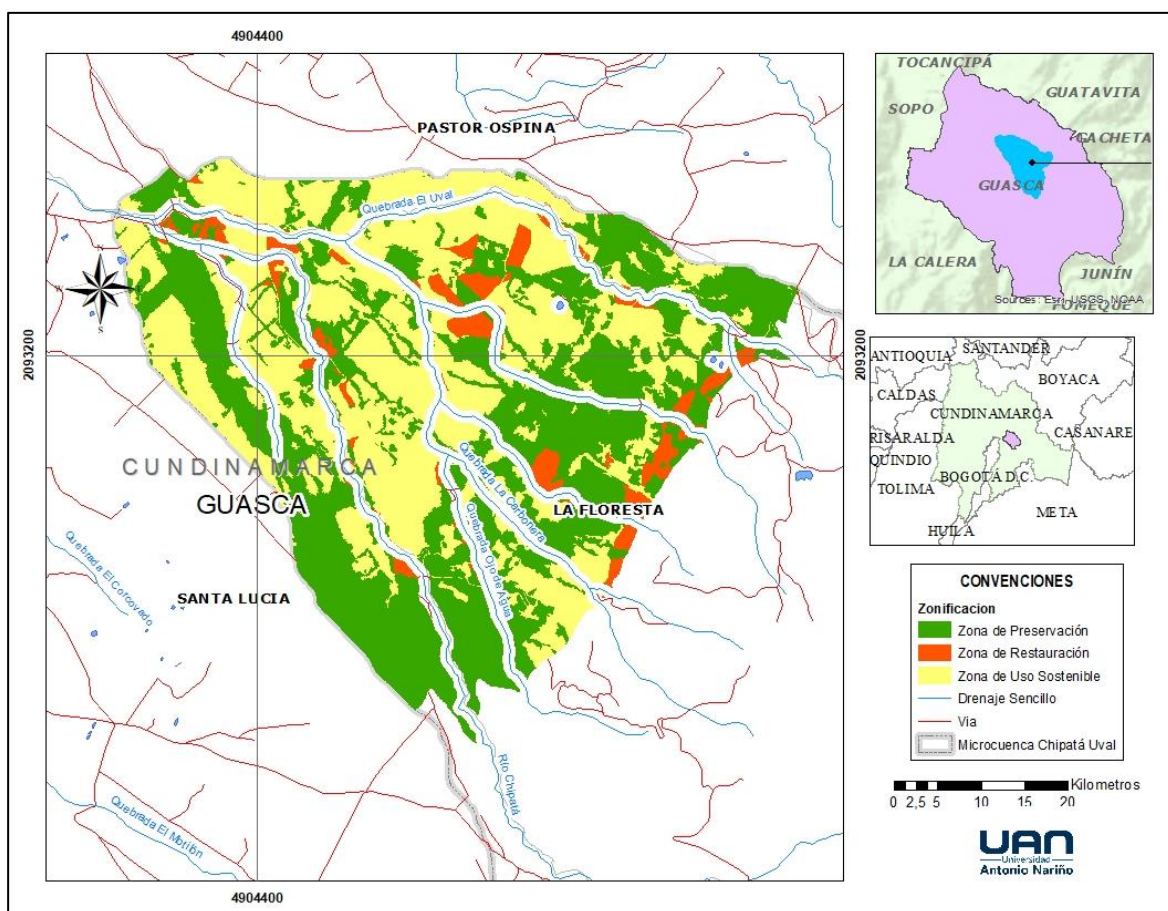 4904400
PASTOR OSPINA
Quebrada El Uval
N
W
S
2093200
CUNDINAMARCA
GUASCA
Quebrada La Carbonera
LA FLORESTA
Quebrada Ojo de Agua
Quebrada El Corcovado
SANTA LUCIA
Río Chipatá
Quebrada El Motilón
4904400
TOCANCIPÁ
GUATAVITA
SOPO
GACHETA
GUASCA
LA CALERA
JUNÍN
Sources: Esri, USGS, NOAA
FOMEQUE
2093200
ANTIOQUIA
SANTANDER
BOYACA
CALDAS
CUNDINAMARCA
CASANARE
RISARALDA
QUINDIO
BOGOTÁ D.C.
TOLIMA
META
HUILA
CONVENCIONES
Zonificacion
Zona de Preservación
Zona de Restauración
Zona de Uso Sostenible
Drenaje Sencillo
Via
Microcuenca Chipatá Uval
Kilometros
0 2,5 5 10 15 20
UAN
Universidad
Antonio Nariño